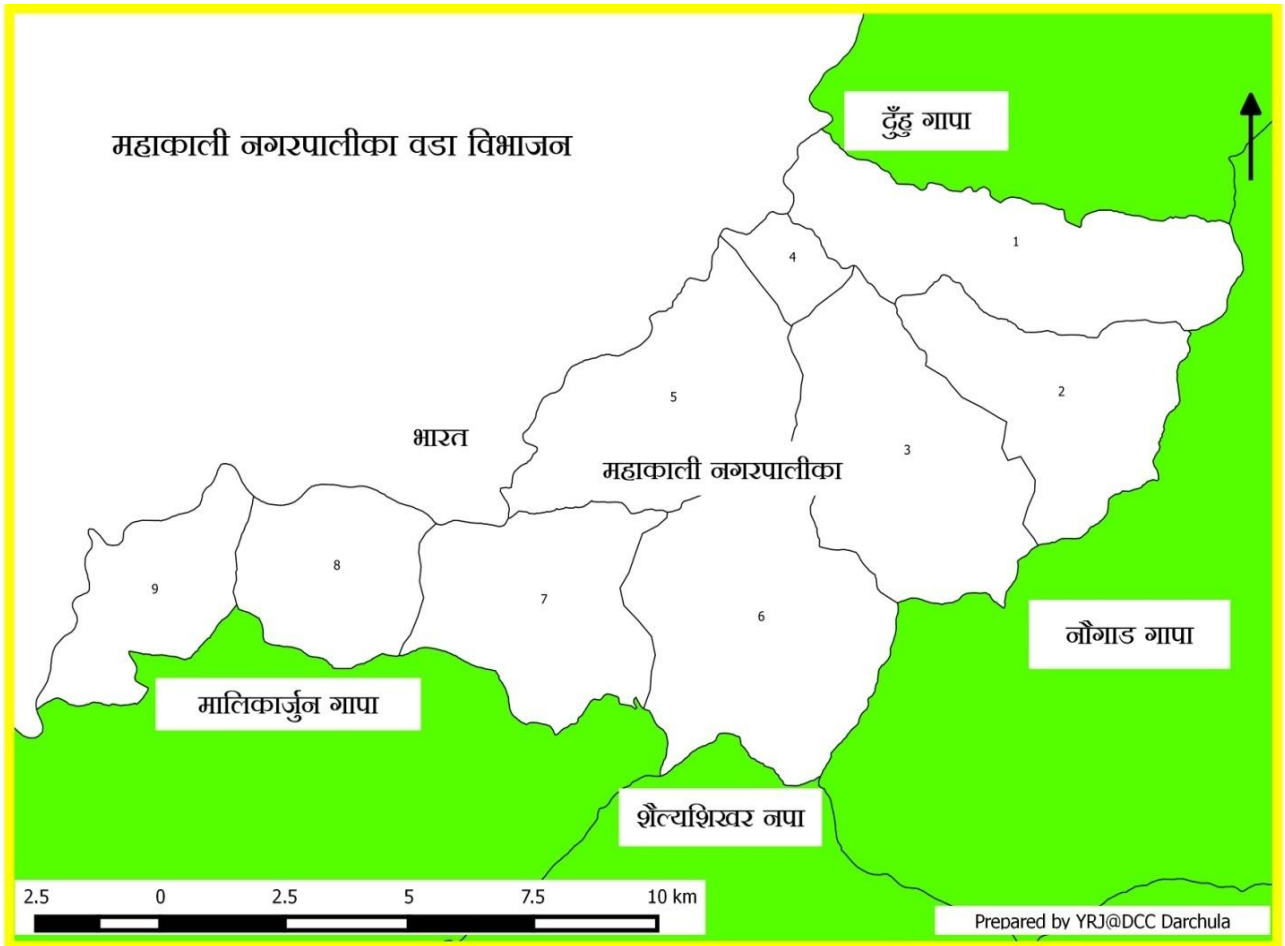 महाकाली नगरपालीका वडा विभाजन
दुँहु गापा
1
4
2
5
3
भारत
महाकाली नगरपालीका
8
9
7
6
नौगाड गापा
मालिकार्जुन गापा
शैल्यशिखर नपा
2.5 0 2.5 5 7.5 10 km
Prepared by YRJ@DCC Darchula